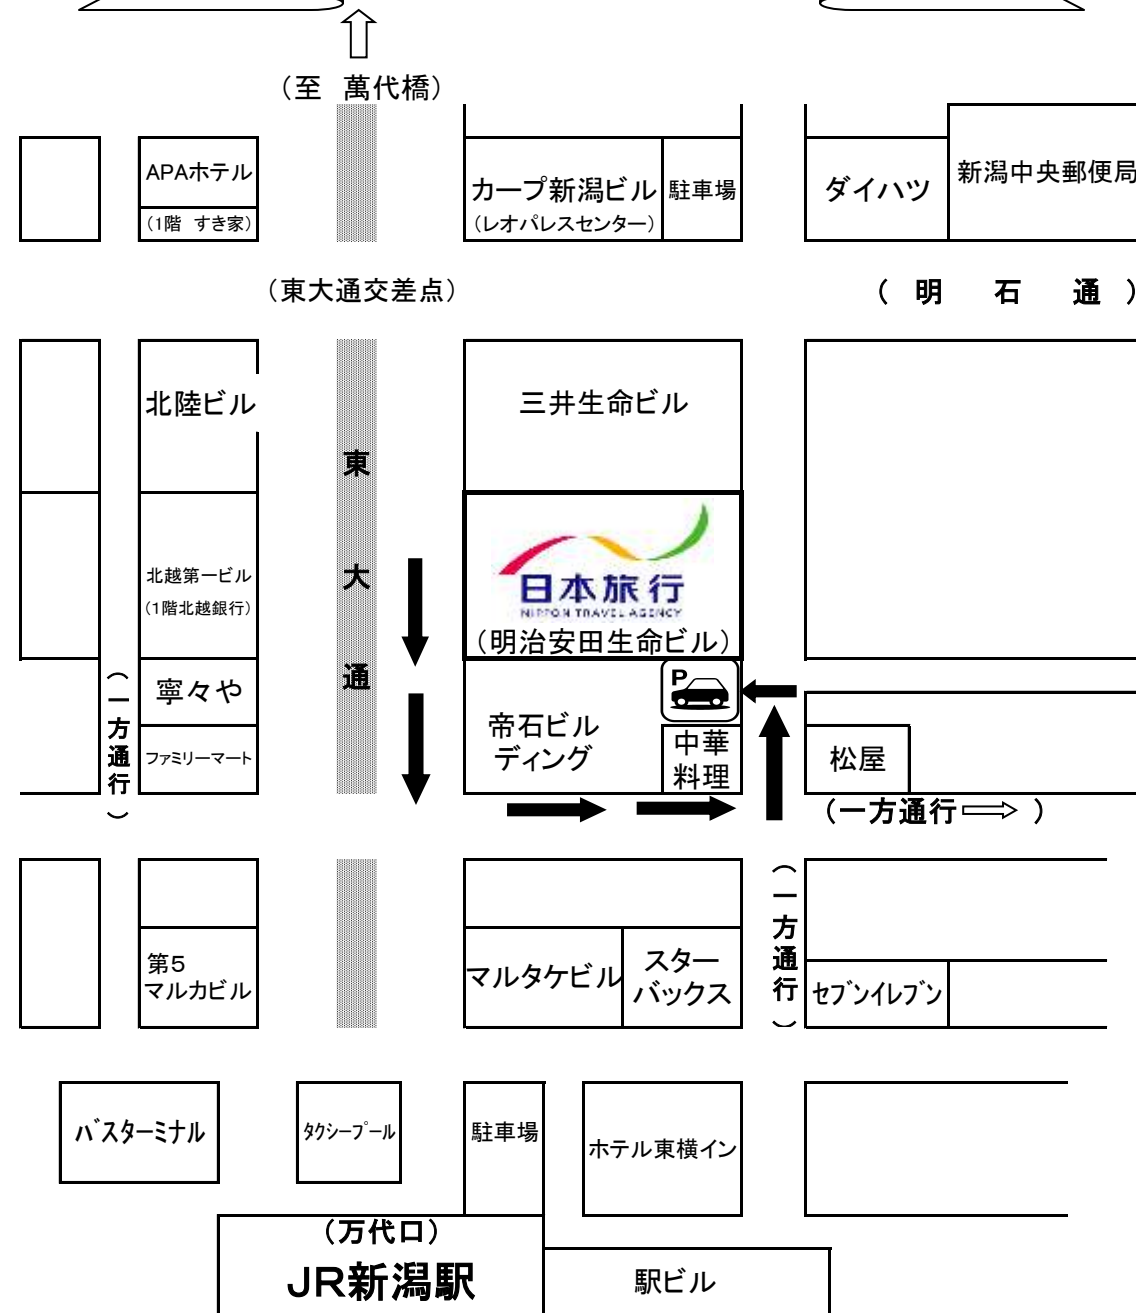 （至　萬代橋）
APAホテル
（1階　すき家）
カープ新潟ビル
（レオパレスセンター）
駐車場
ダイハツ
新潟中央郵便局
（東大通交差点）
（　明　石　通　）
北陸ビル
三井生命ビル
東大通
北越第一ビル
（1階北越銀行）
日本旅行
NIPPON TRAVEL AGENCY
（明治安田生命ビル）
（一方通行）
寧々や
ファミリーマート
帝石ビル
ディング
P
中華
料理
松屋
（一方通行⇨　）
第5
マルカビル
マルタケビル
スター
バックス
（一方通行）
セブンイレブン
バスターミナル
タクシープール
駐車場
ホテル東横イン
（万代口）
JR新潟駅
駅ビル